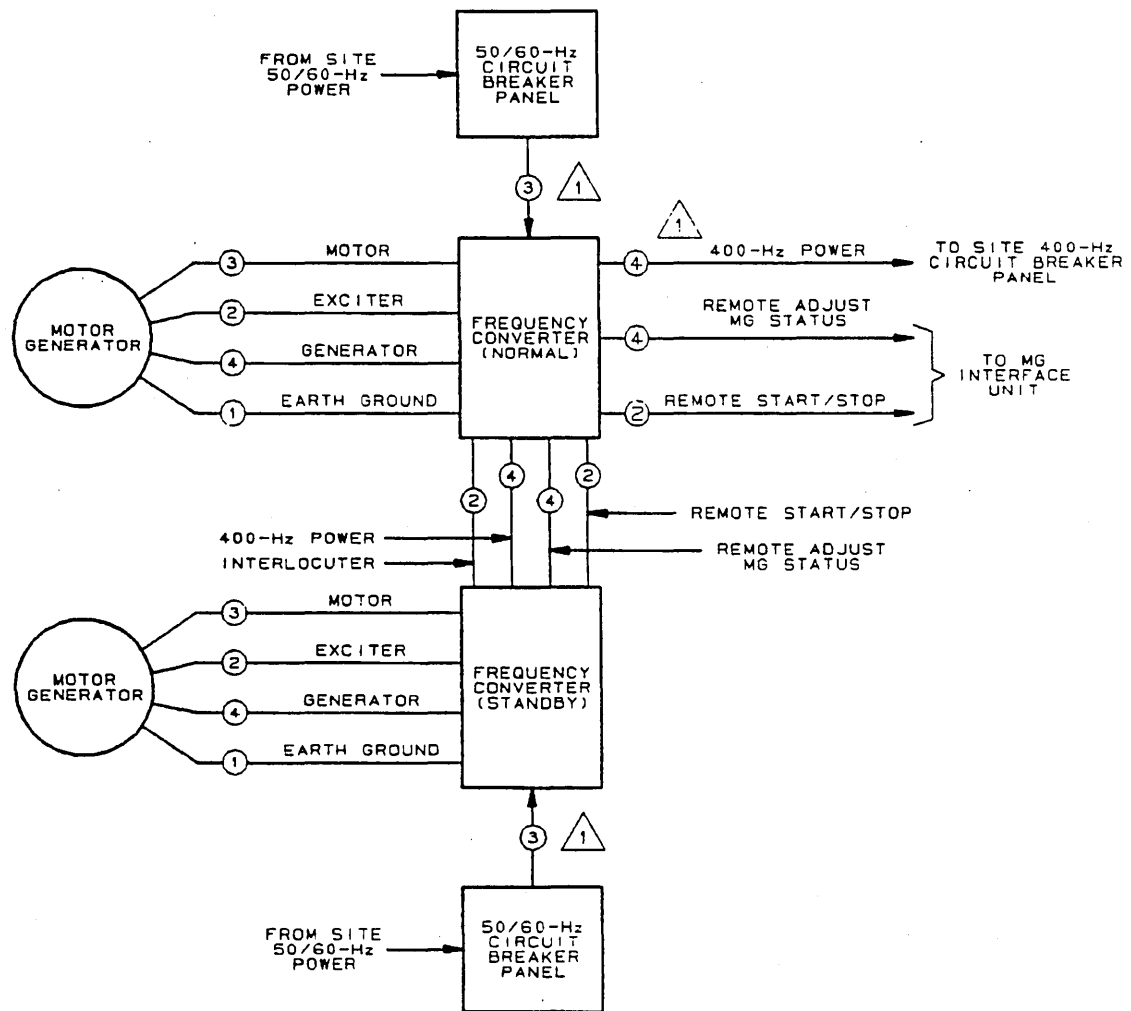 FROM SITE
50/60-Hz
POWER
50/60-Hz
CIRCUIT
BREAKER
PANEL
3
1
1
MOTOR
GENERATOR
3
MOTOR
2
EXCITER
4
GENERATOR
1
EARTH GROUND
FREQUENCY
CONVERTER
(NORMAL)
4
400-Hz POWER
TO SITE 400-Hz
CIRCUIT BREAKER
PANEL
REMOTE ADJUST
MG STATUS
4
TO MG
INTERFACE
UNIT
2
REMOTE START/STOP
2
4
4
2
400-Hz POWER
INTERLOCUTER
REMOTE START/STOP
REMOTE ADJUST
MG STATUS
MOTOR
GENERATOR
3
MOTOR
2
EXCITER
4
GENERATOR
1
EARTH GROUND
FREQUENCY
CONVERTER
(STANDBY)
3
1
FROM SITE
50/60-Hz
POWER
50/60-Hz
CIRCUIT
BREAKER
PANEL